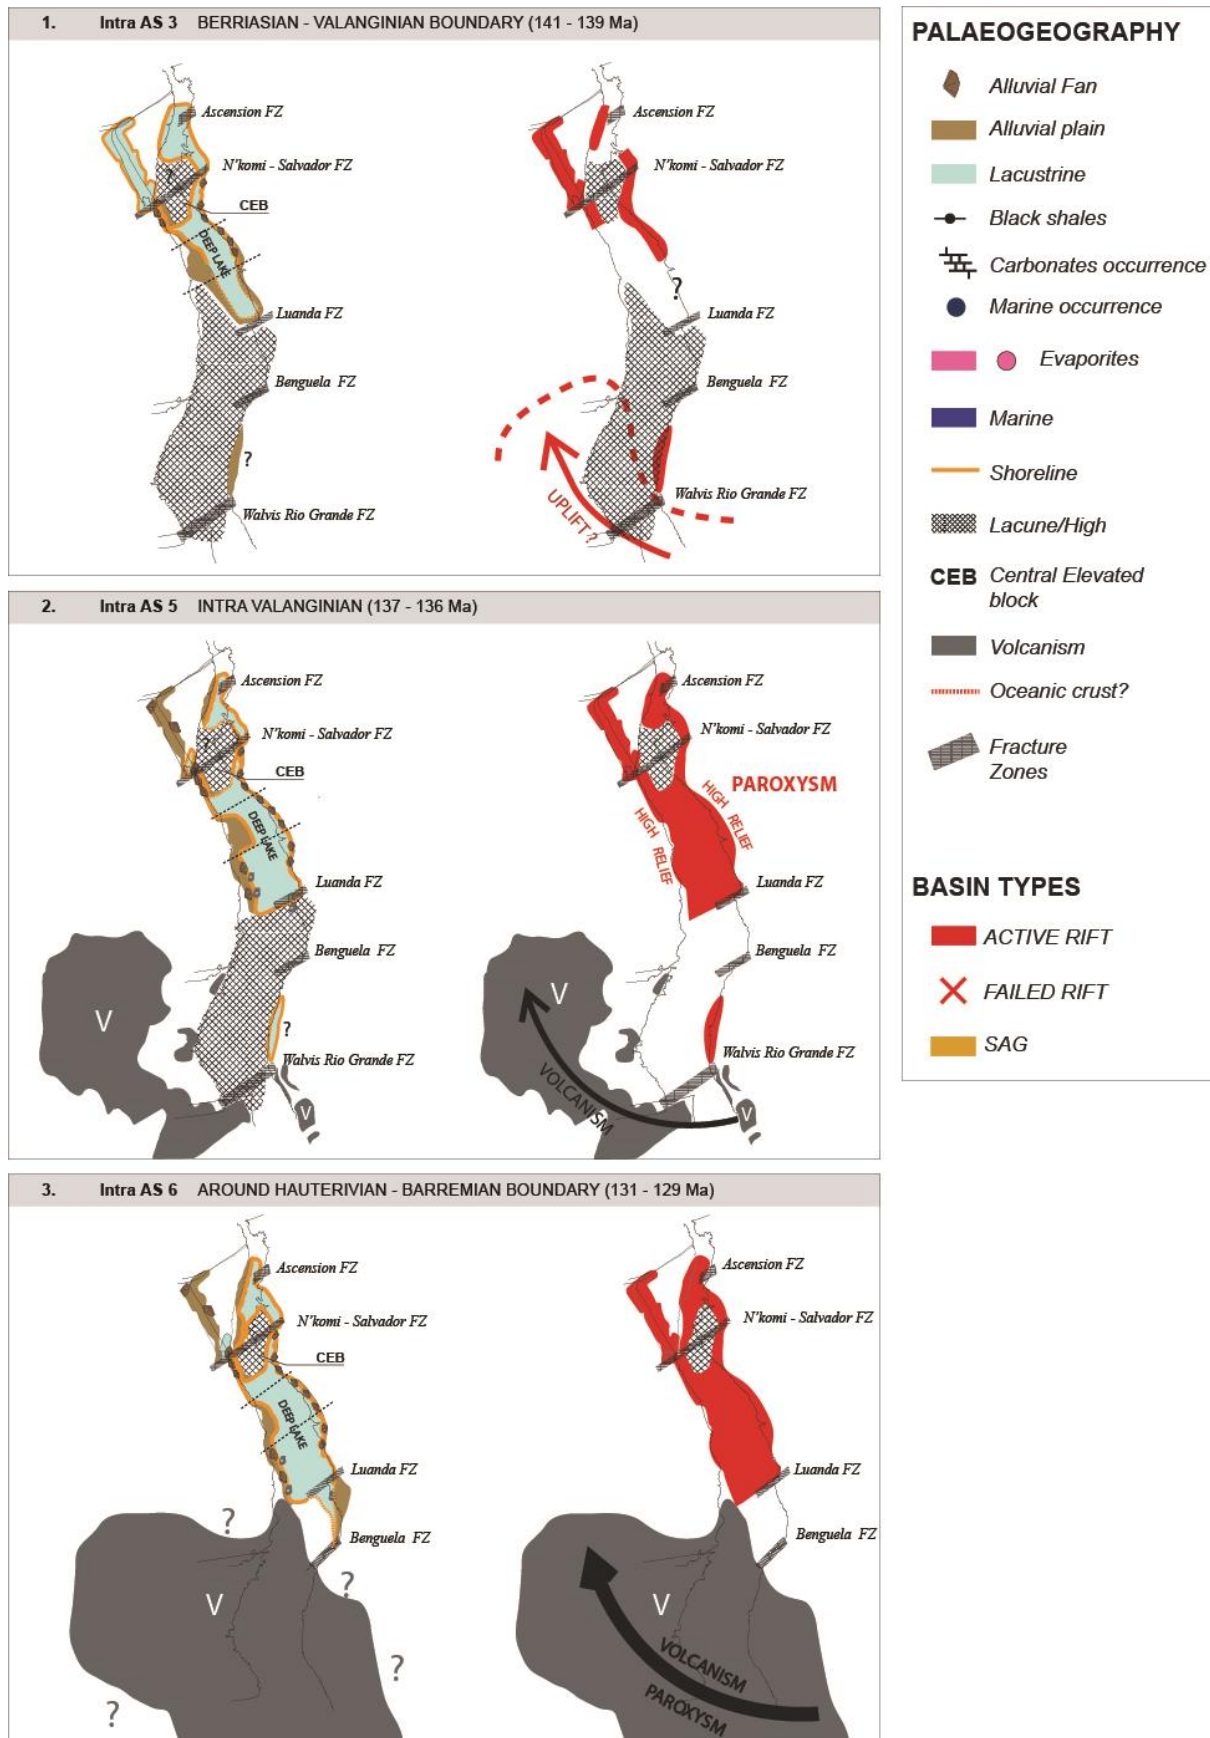 1. Intra AS 3 BERRIASIAN - VALANGINIAN BOUNDARY (141 - 139 Ma)
Ascension FZ
?
N'komi - Salvador FZ
CEB
DEEP LAKE
Luanda FZ
Benguela FZ
?
Walvis Rio Grande FZ
Ascension FZ
?
N'komi - Salvador FZ
?
Luanda FZ
Benguela FZ
Walvis Rio Grande FZ
UPLIFT ?
2. Intra AS 5 INTRA VALANGINIAN (137 - 136 Ma)
Ascension FZ
?
N'komi - Salvador FZ
CEB
DEEP LAKE
Luanda FZ
Benguela FZ
V
?
Walvis Rio Grande FZ
V
Ascension FZ
N'komi - Salvador FZ
?
PAROXYSM
HIGH RELIEF
HIGH RELIEF
Luanda FZ
Benguela FZ
V
Walvis Rio Grande FZ
VOLCANISM
V
3. Intra AS 6 AROUND HAUTERIVIAN - BARREMIAN BOUNDARY (131 - 129 Ma)
Ascension FZ
N'komi - Salvador FZ
CEB
DEEP LAKE
Luanda FZ
?
Benguela FZ
?
V
?
?
Ascension FZ
N'komi - Salvador FZ
Luanda FZ
Benguela FZ
V
VOLCANISM
PAROXYSM
PALAEOGEOGRAPHY
Alluvial Fan
Alluvial plain
Lacustrine
Black shales
Carbonates occurrence
Marine occurrence
Evaporites
Marine
Shoreline
Lacune/High
CEB Central Elevated
block
Volcanism
Oceanic crust?
Fracture
Zones
BASIN TYPES
ACTIVE RIFT
FAILED RIFT
SAG